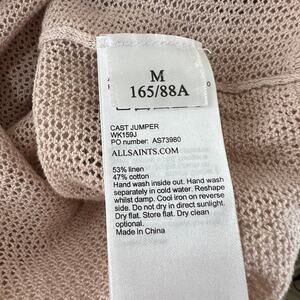 M
165/88A
CAST JUMPER
WK159J
PO number: AS73980
ALLSAINTS.COM
53% linen
47% cotton
Hand wash inside out. Hand wash
in cold water. Reshape
whilst damp. Cool iron on reverse
side. Do not dry in direct sunlight.
Dry flat. Store flat. Dry clean
optional.
Made in China